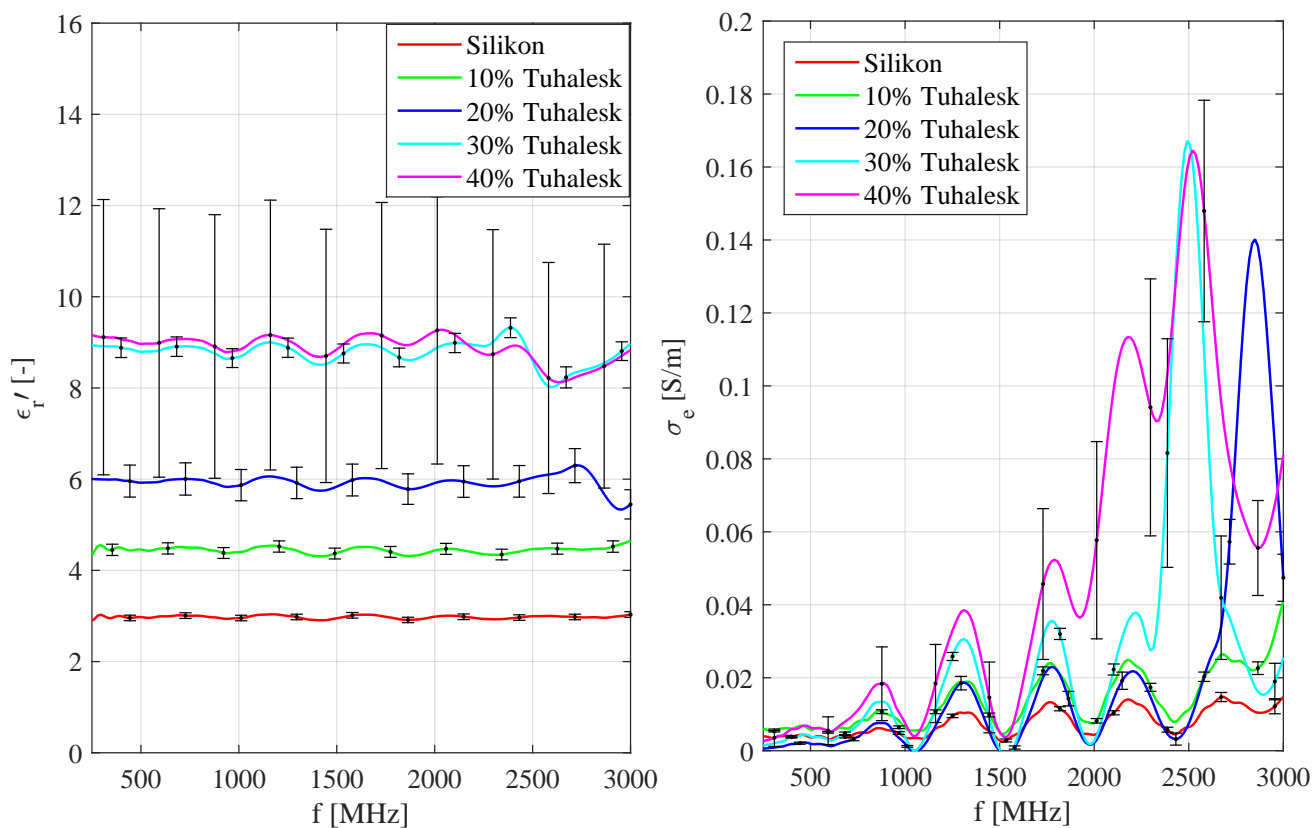 16
14
12
10
8
6
4
2
0
ϵr′ [-]
500
1000
1500
2000
2500
3000
f [MHz]
Silikon
10% Tuhalesk
20% Tuhalesk
30% Tuhalesk
40% Tuhalesk
0.2
0.18
0.16
0.14
0.12
0.1
0.08
0.06
0.04
0.02
0
σe [S/m]
500
1000
1500
2000
2500
3000
f [MHz]
Silikon
10% Tuhalesk
20% Tuhalesk
30% Tuhalesk
40% Tuhalesk